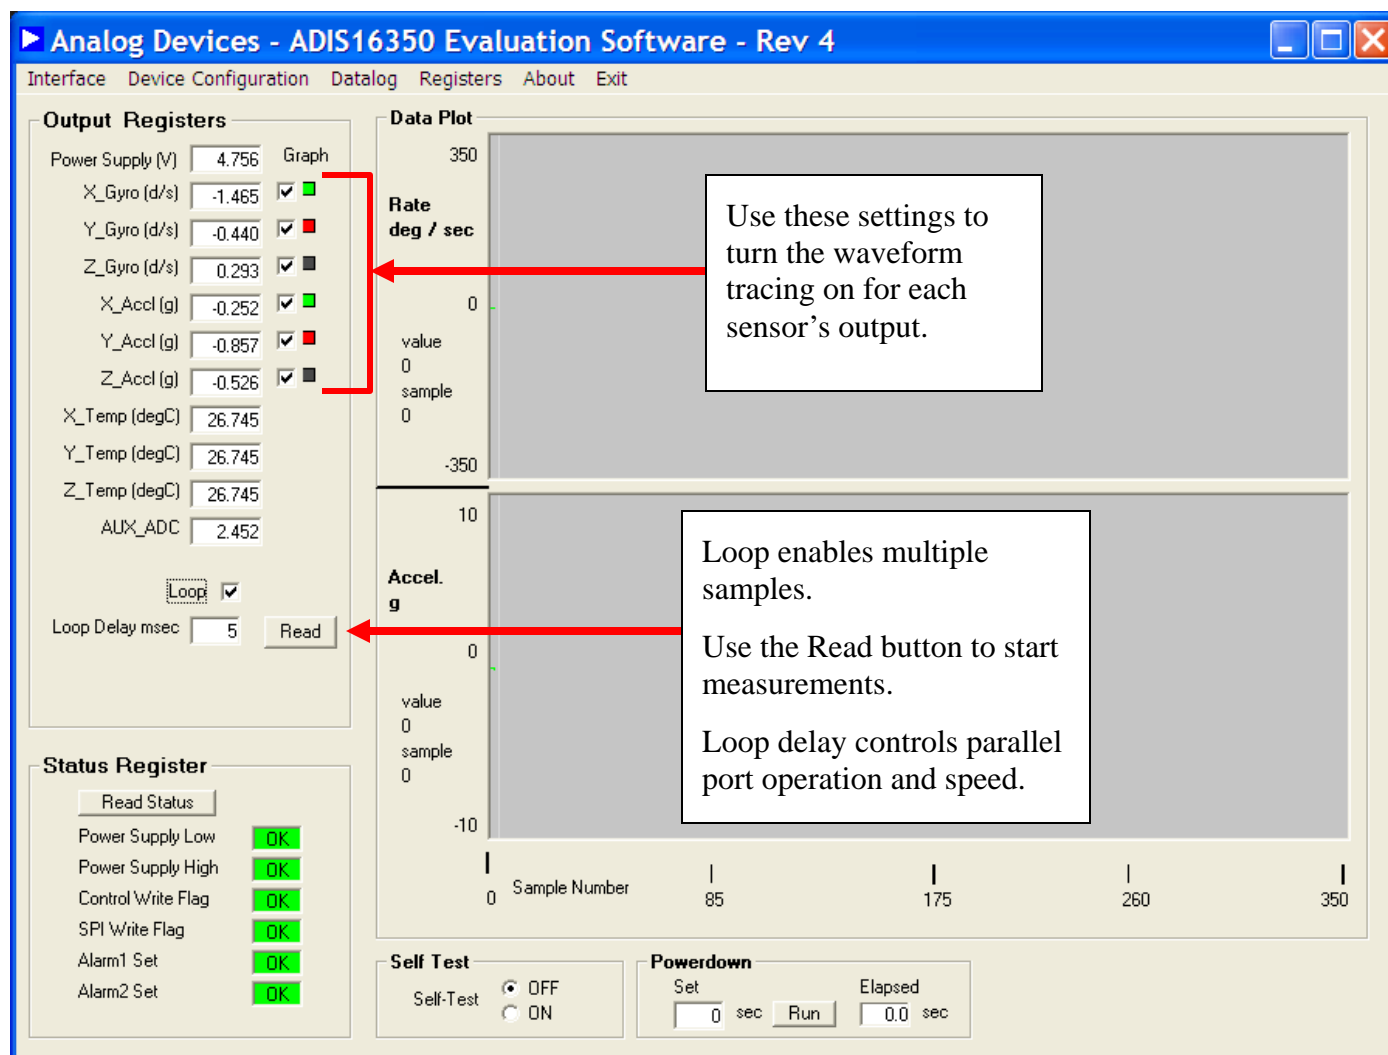 Analog Devices - ADIS16350 Evaluation Software - Rev 4
Interface Device Configuration Datalog Registers About Exit
Output Registers
Power Supply (V) 4.756 Graph
X_Gyro (d/s) -1.465
Y_Gyro (d/s) -0.440
Z_Gyro (d/s) 0.293
X_Accl (g) -0.252
Y_Accl (g) -0.857
Z_Accl (g) -0.526
X_Temp (degC) 26.745
Y_Temp (degC) 26.745
Z_Temp (degC) 26.745
AUX_ADC 2.452
Loop
Loop Delay msec 5 Read
Status Register
Read Status
Power Supply Low OK
Power Supply High OK
Control Write Flag OK
SPI Write Flag OK
Alarm1 Set OK
Alarm2 Set OK
Data Plot
350
Rate
deg / sec
0
value
0
sample
0
-350
Use these settings to
turn the waveform
tracing on for each
sensor's output.
10
Accel.
g
0
value
0
sample
0
-10
Loop enables multiple
samples.
Use the Read button to start
measurements.
Loop delay controls parallel
port operation and speed.
0 Sample Number 85 175 260 350
Self Test
Self-Test OFF
ON
Powerdown
Set Elapsed
0 sec Run 0.0 sec